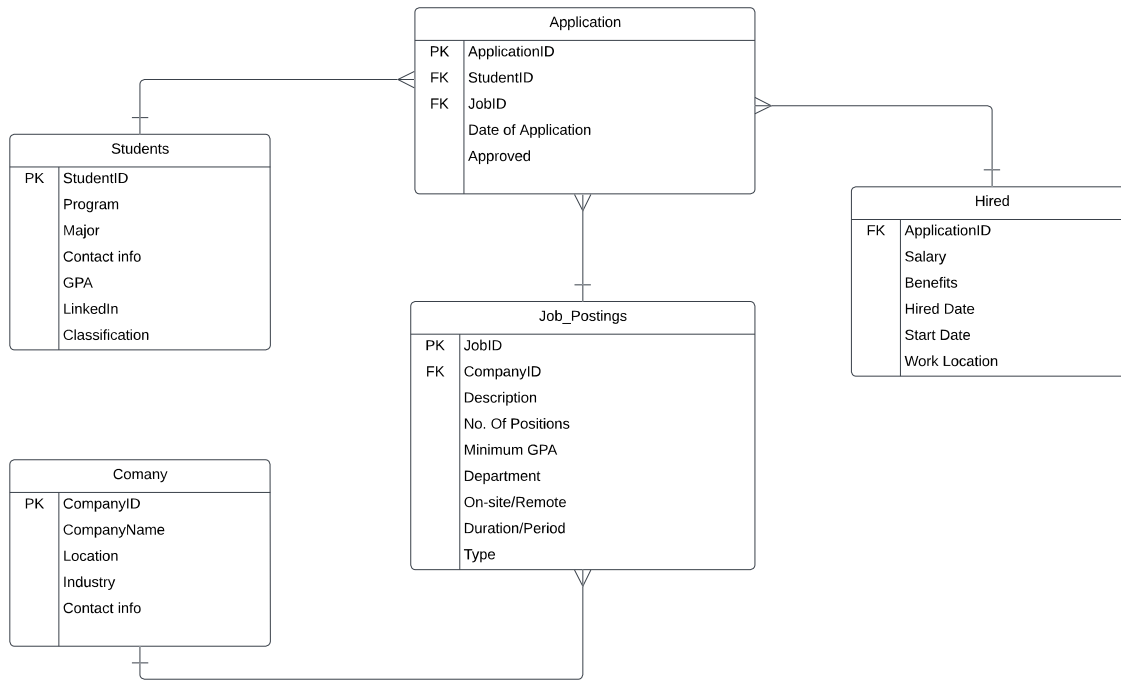 Application
PK ApplicationID
FK StudentID
FK JobID
Date of Application
Approved
Students
PK StudentID
Program
Major
Contact info
GPA
LinkedIn
Classification
Hired
FK ApplicationID
Salary
Benefits
Hired Date
Start Date
Work Location
Job_Postings
PK JobID
FK CompanyID
Description
No. Of Positions
Minimum GPA
Department
On-site/Remote
Duration/Period
Type
Comany
PK CompanyID
CompanyName
Location
Industry
Contact info